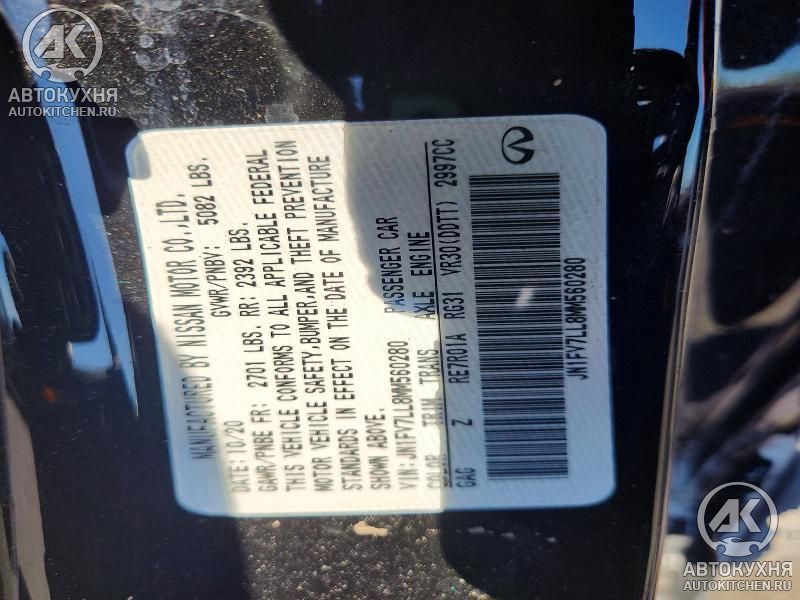 MANUFACTURED BY NISSAN MOTOR CO.,LTD.
DATE: 10/20 GVWR/PNBV: 5082 LBS.
GAWR/PNBE FR: 2701 LBS. RR: 2392 LBS.
THIS VEHICLE CONFORMS TO ALL APPLICABLE FEDERAL
MOTOR VEHICLE SAFETY,BUMPER,AND THEFT PREVENTION
STANDARDS IN EFFECT ON THE DATE OF MANUFACTURE
SHOWN ABOVE.
VIN: JN1FV7LL8MM560280 PASSENGER CAR
COLOR TRIM TRANS AXLE ENGINE
GAG Z RE7R01A RG31 VR30(DDTT) 2997CC
JN1FV7LL8MM560280
АК
АВТОКУХНЯ
AUTOKITCHEN.RU
АК
АВТОКУХНЯ
AUTOKITCHEN.RU